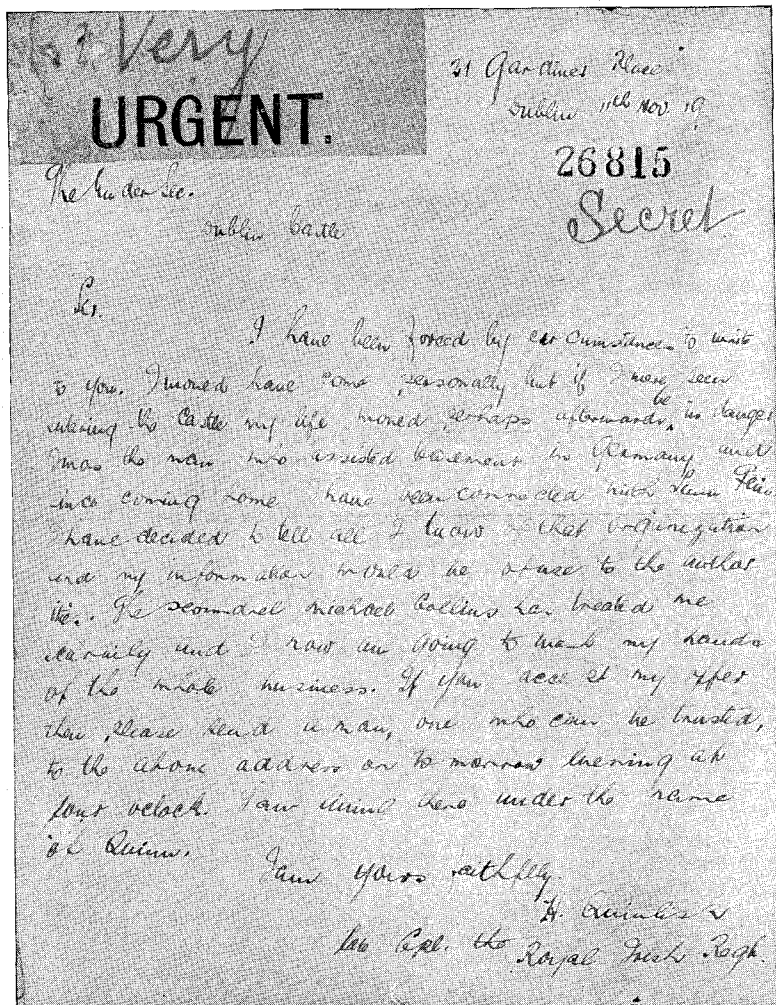 Very
URGENT.
31 Gardiner Place
Dublin 11th Nov 19
26815
Secret
The Under Sec.
Dublin Castle
Sir.
I have been forced by circumstances to write
to you. I would have come personally but if I was seen
entering the Castle my life would perhaps afterwards be in danger
I was the man who assisted Casement in Germany and
since coming home I have been connected with Sinn Fein
I have decided to tell all I know of that organization
and my information would be of use to the author
ities. The scoundrel Michael Collins has treated me
scurvily and I now am going to wash my hands
of the whole business. If you accept my offer
then please send a man, one who can be trusted,
to the above address on to morrow evening at
four oclock. I am living here under the name
of Quinn.
I am yours faithflly
H. Quinlisk
late Cpl. the Royal Irish Regt.